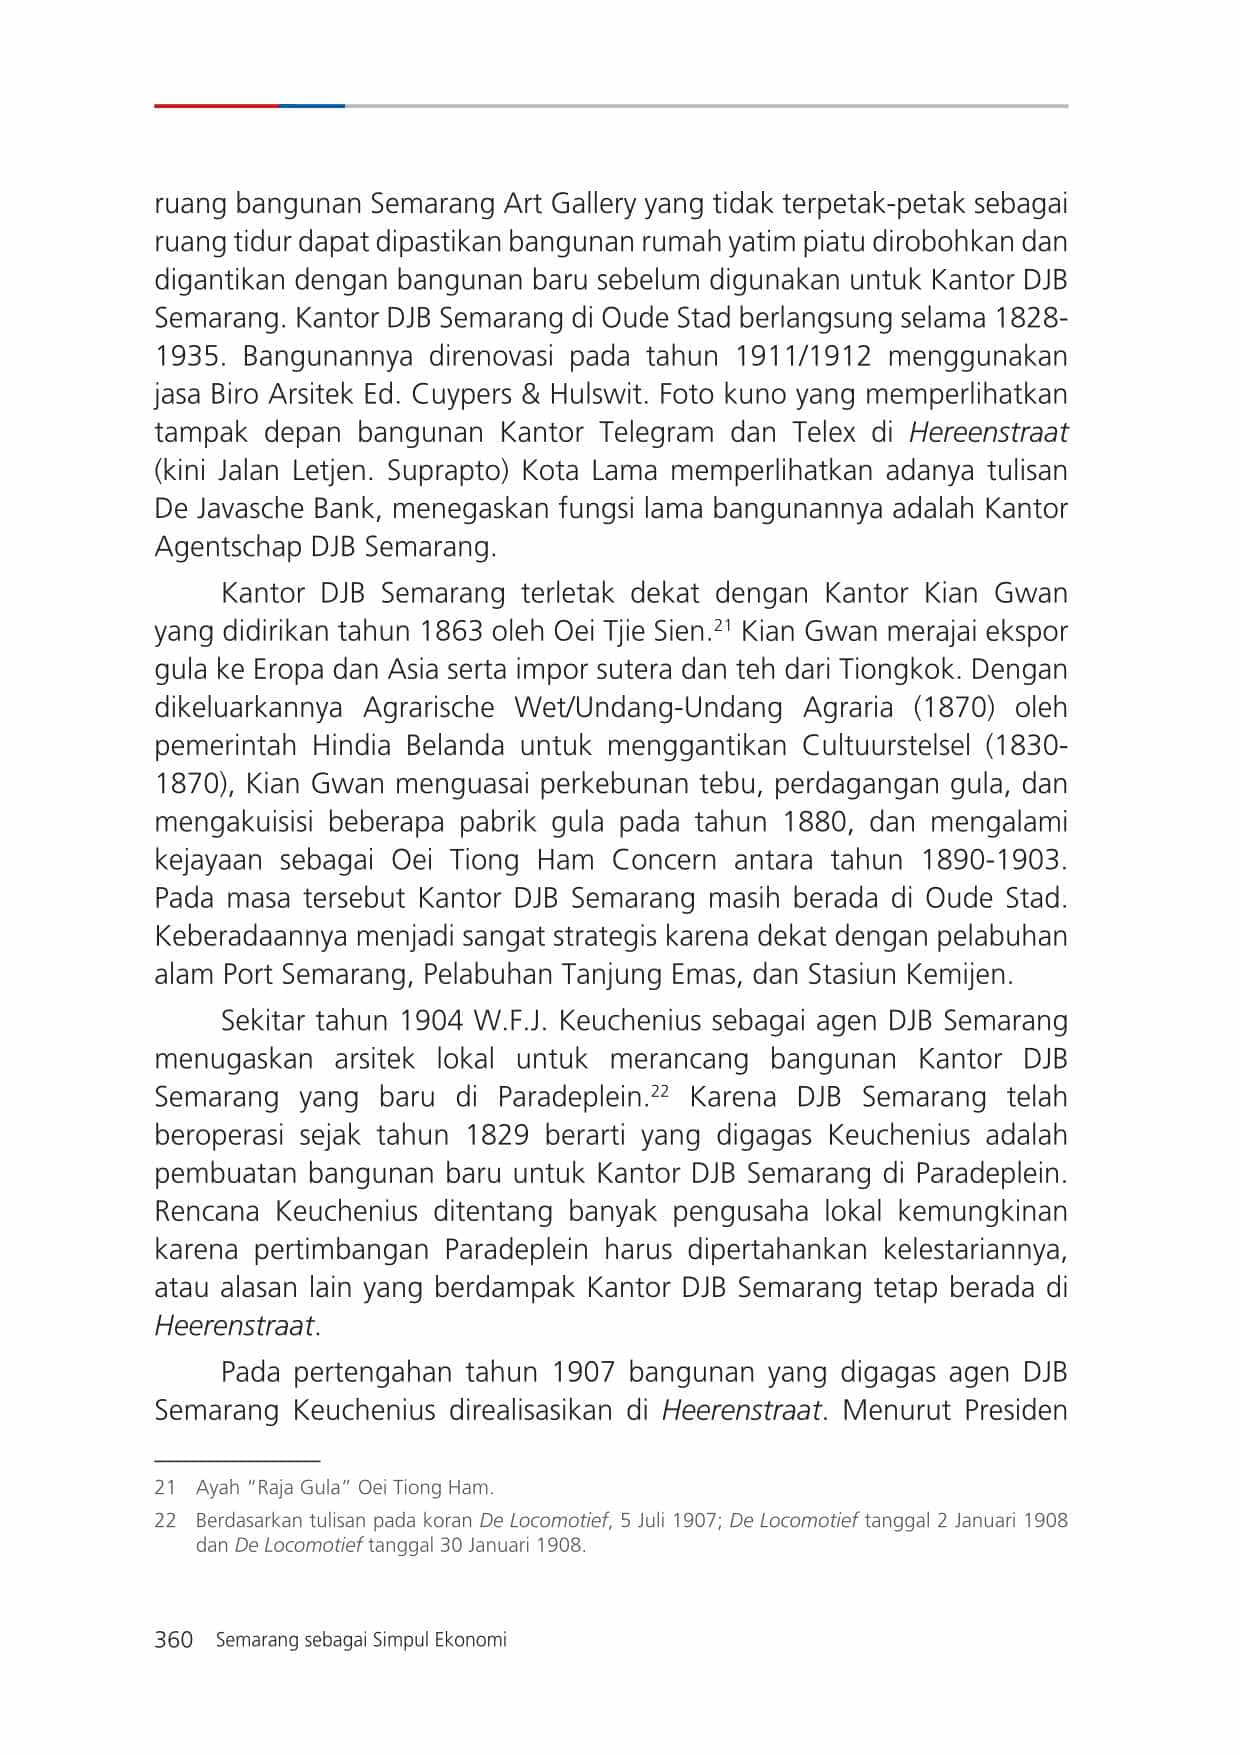 ruang bangunan Semarang Art Gallery yang tidak terpetak-petak sebagai
ruang tidur dapat dipastikan bangunan rumah yatim piatu dirobohkan dan
digantikan dengan bangunan baru sebelum digunakan untuk Kantor DJB
Semarang. Kantor DJB Semarang di Oude Stad berlangsung selama 1828-
1935. Bangunannya direnovasi pada tahun 1911/1912 menggunakan
jasa Biro Arsitek Ed. Cuypers & Hulswit. Foto kuno yang memperlihatkan
tampak depan bangunan Kantor Telegram dan Telex di Hereenstraat
(kini Jalan Letjen. Suprapto) Kota Lama memperlihatkan adanya tulisan
De Javasche Bank, menegaskan fungsi lama bangunannya adalah Kantor
Agentschap DJB Semarang.
Kantor DJB Semarang terletak dekat dengan Kantor Kian Gwan
yang didirikan tahun 1863 oleh Oei Tjie Sien.21 Kian Gwan merajai ekspor
gula ke Eropa dan Asia serta impor sutera dan teh dari Tiongkok. Dengan
dikeluarkannya Agrarische Wet/Undang-Undang Agraria (1870) oleh
pemerintah Hindia Belanda untuk menggantikan Cultuurstelsel (1830-
1870), Kian Gwan menguasai perkebunan tebu, perdagangan gula, dan
mengakuisisi beberapa pabrik gula pada tahun 1880, dan mengalami
kejayaan sebagai Oei Tiong Ham Concern antara tahun 1890-1903.
Pada masa tersebut Kantor DJB Semarang masih berada di Oude Stad.
Keberadaannya menjadi sangat strategis karena dekat dengan pelabuhan
alam Port Semarang, Pelabuhan Tanjung Emas, dan Stasiun Kemijen.
Sekitar tahun 1904 W.F.J. Keuchenius sebagai agen DJB Semarang
menugaskan arsitek lokal untuk merancang bangunan Kantor DJB
Semarang yang baru di Paradeplein.22 Karena DJB Semarang telah
beroperasi sejak tahun 1829 berarti yang digagas Keuchenius adalah
pembuatan bangunan baru untuk Kantor DJB Semarang di Paradeplein.
Rencana Keuchenius ditentang banyak pengusaha lokal kemungkinan
karena pertimbangan Paradeplein harus dipertahankan kelestariannya,
atau alasan lain yang berdampak Kantor DJB Semarang tetap berada di
Heerenstraat.
Pada pertengahan tahun 1907 bangunan yang digagas agen DJB
Semarang Keuchenius direalisasikan di Heerenstraat. Menurut Presiden
21 Ayah “Raja Gula” Oei Tiong Ham.
22 Berdasarkan tulisan pada koran De Locomotief, 5 Juli 1907; De Locomotief tanggal 2 Januari 1908
dan De Locomotief tanggal 30 Januari 1908.
360 Semarang sebagai Simpul Ekonomi